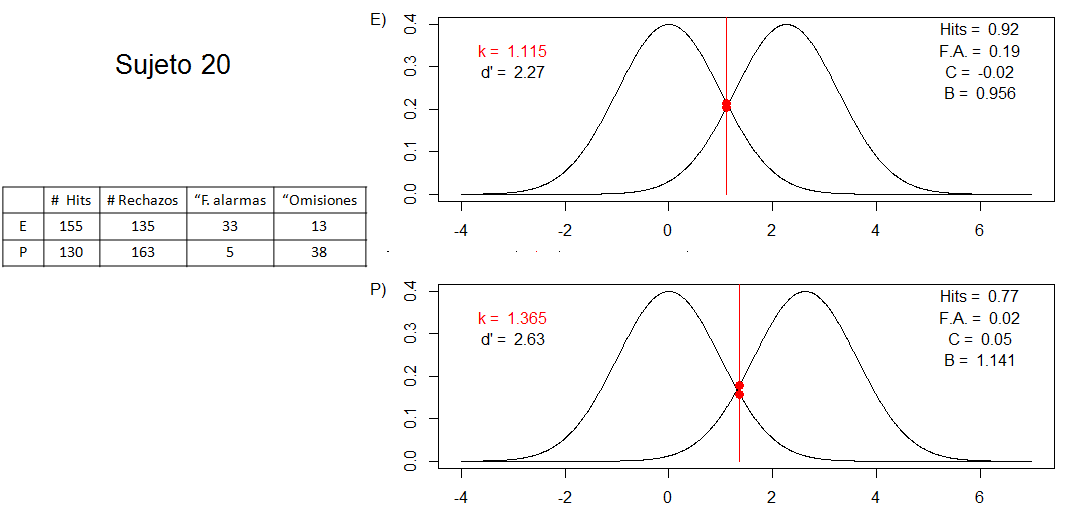 Sujeto 20
# Hits # Rechazos “F. alarmas “Omisiones
E 155 135 33 13
P 130 163 5 38
E)
k = 1.115
d' = 2.27
Hits = 0.92
F.A. = 0.19
C = -0.02
B = 0.956
0.4
0.3
0.2
0.1
0.0
-4 -2 0 2 4 6
P)
k = 1.365
d' = 2.63
Hits = 0.77
F.A. = 0.02
C = 0.05
B = 1.141
0.4
0.3
0.2
0.1
0.0
-4 -2 0 2 4 6